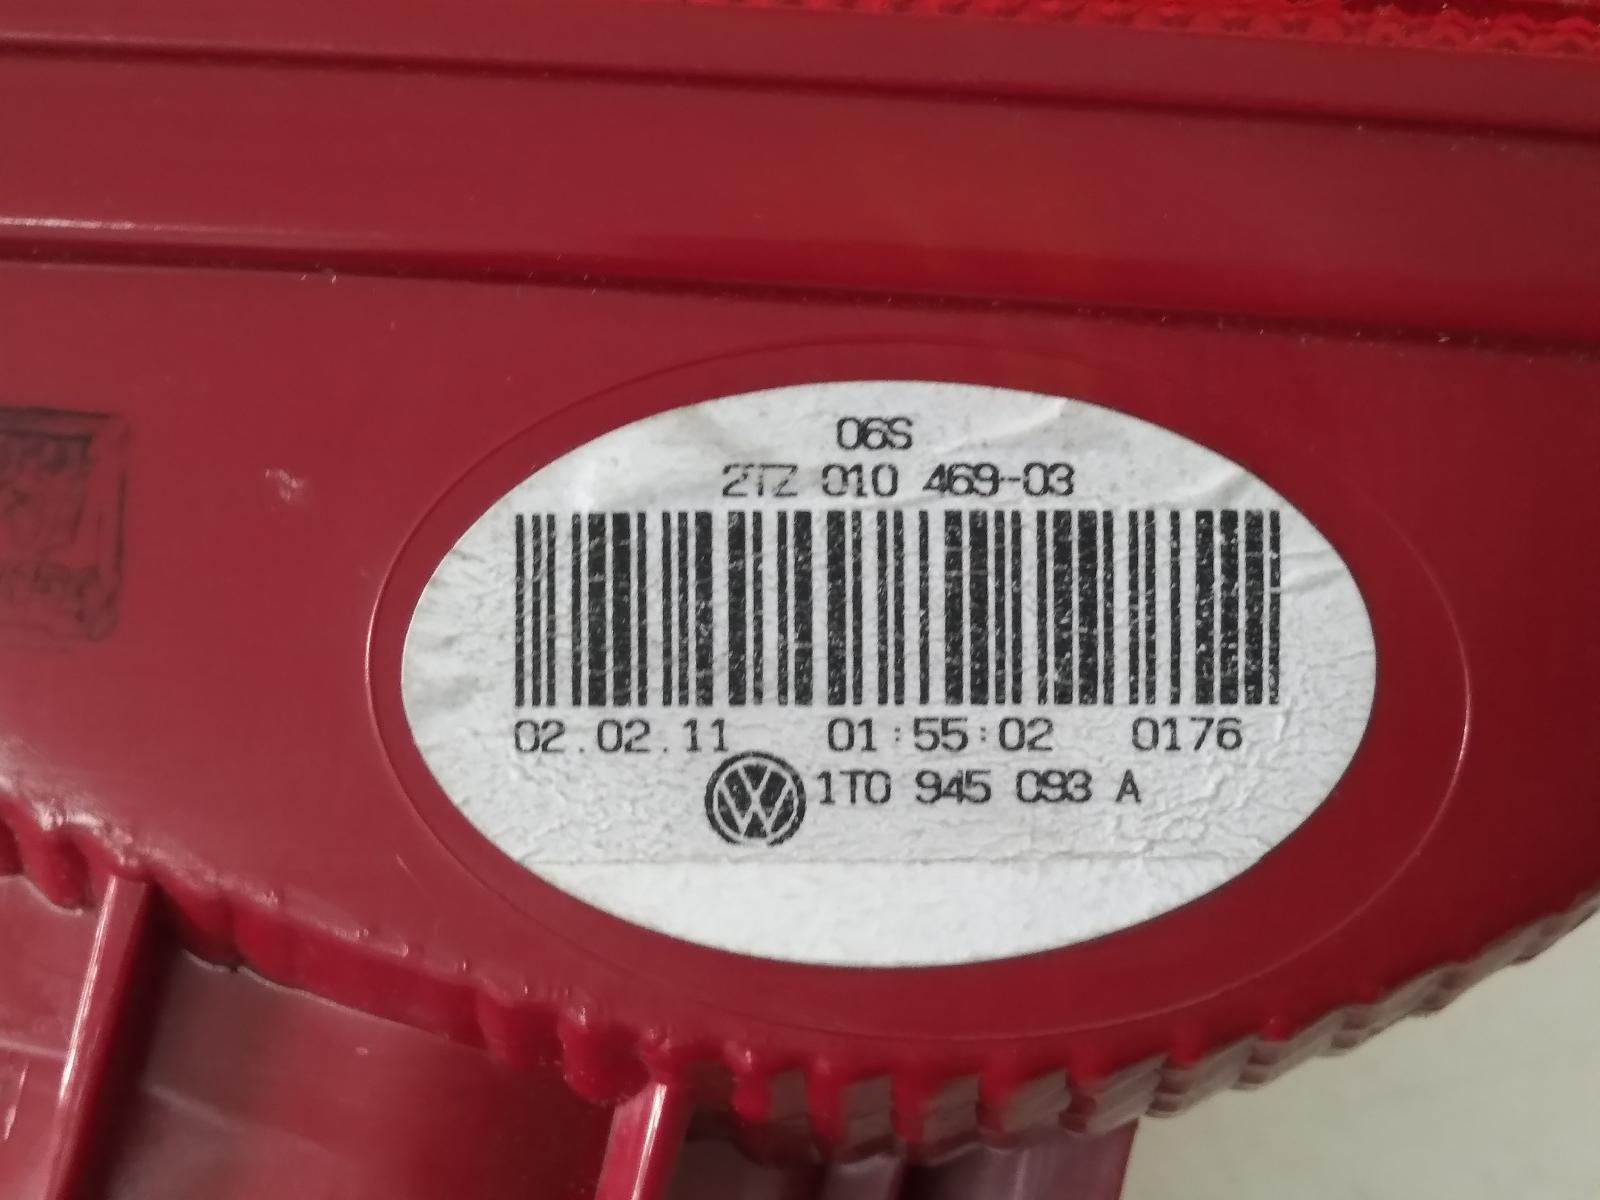 06S
2TZ 010 469-03
02.02.11 01:55:02 0176
1T0 945 093 A